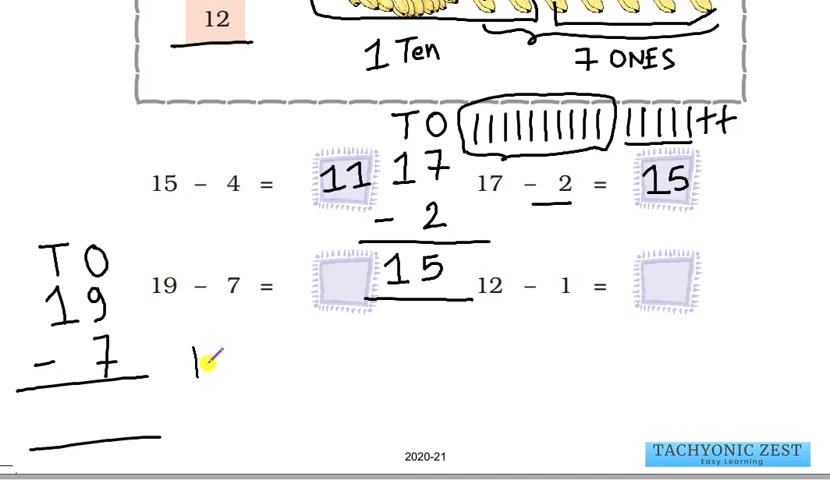 12
1 Ten 7 ONES
T O
15 - 4 = 11 17 17 - 2 = 15
- 2
T O
19 - 7 = 15 12 - 1 =
19
- 7
2020-21
TACHYONIC ZEST
Easy Learning